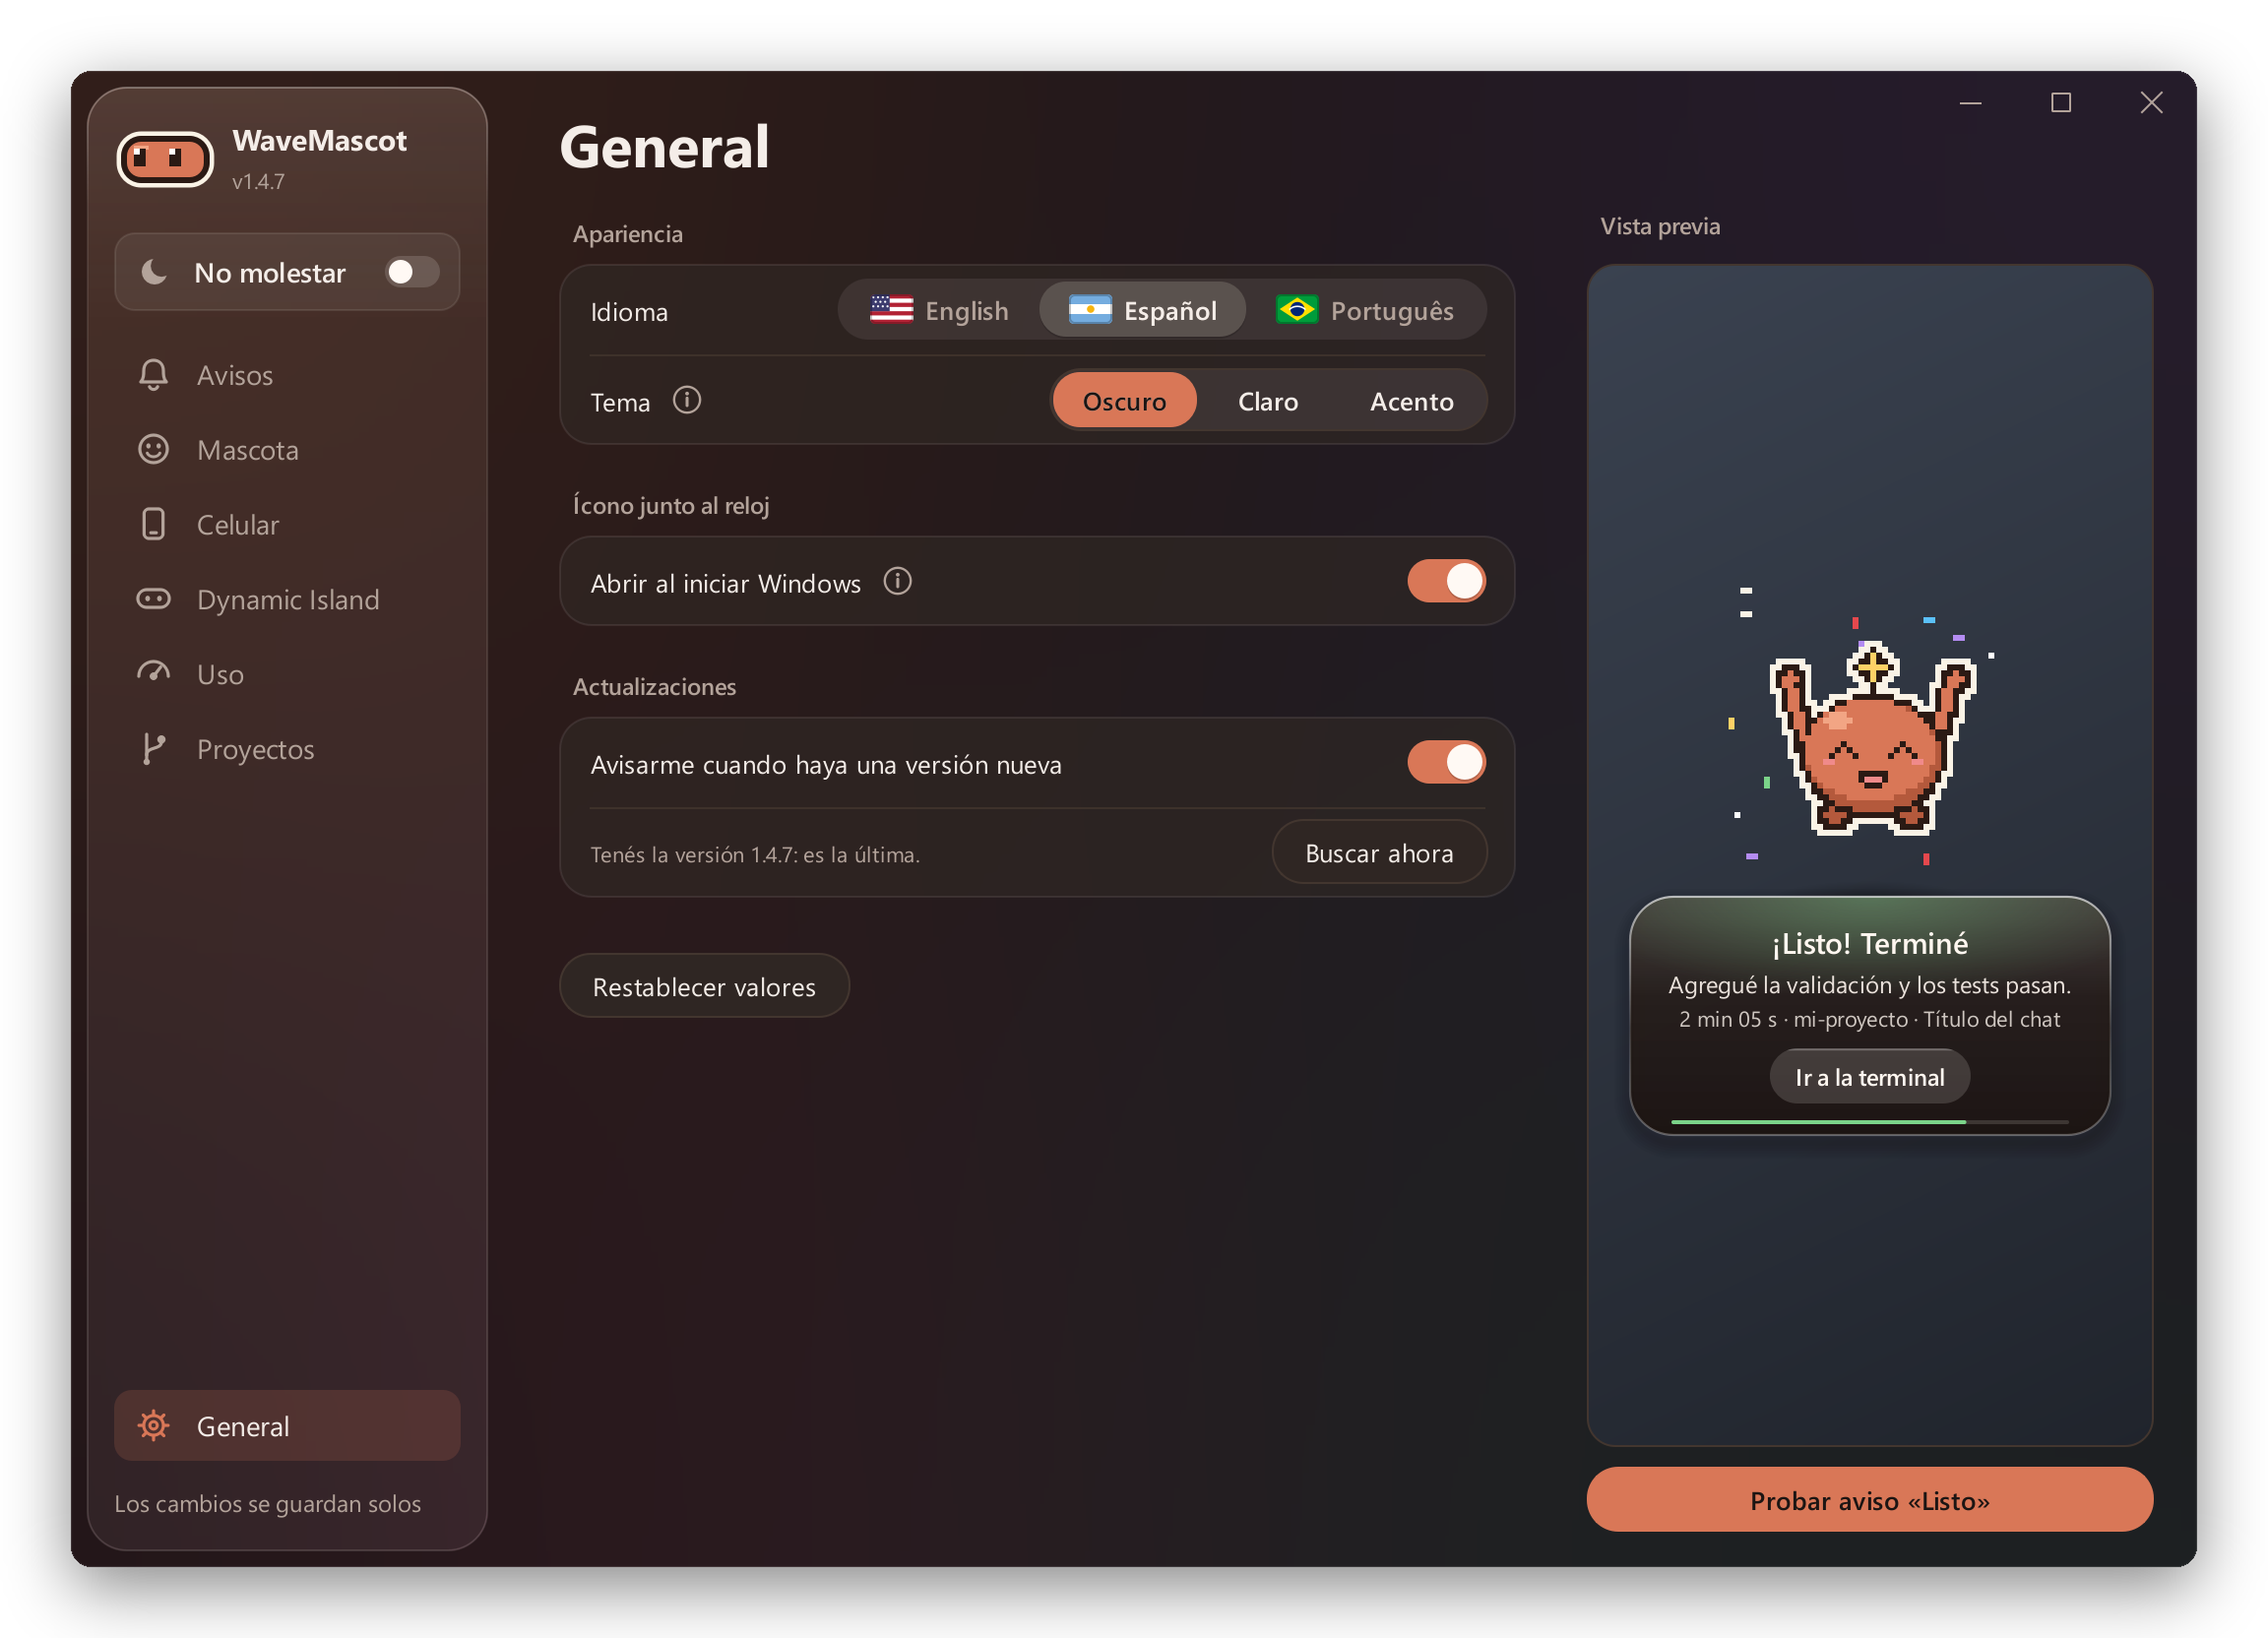 WaveMascot
v1.4.7
No molestar
Avisos
Mascota
Celular
Dynamic Island
Uso
Proyectos
General
Los cambios se guardan solos
General
Apariencia
Idioma
English
Español
Português
Tema
Oscuro
Claro
Acento
Ícono junto al reloj
Abrir al iniciar Windows
Actualizaciones
Avisarme cuando haya una versión nueva
Tenés la versión 1.4.7: es la última.
Buscar ahora
Restablecer valores
Vista previa
¡Listo! Terminé
Agregué la validación y los tests pasan.
2 min 05 s · mi-proyecto · Título del chat
Ir a la terminal
Probar aviso «Listo»